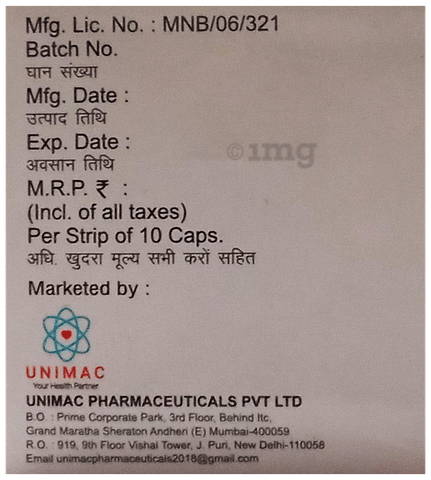 Mfg. Lic. No. : MNB/06/321
Batch No.
घान संख्या
Mfg. Date :
उत्पाद तिथि
©1mg
Exp. Date :
अवसान तिथि
M.R.P. ₹ :
(Incl. of all taxes)
Per Strip of 10 Caps.
अधि. खुदरा मूल्य सभी करों सहित
Marketed by :
UNIMAC
Your Health Partner
UNIMAC PHARMACEUTICALS PVT LTD
B.O. : Prime Corporate Park, 3rd Floor, Behind Itc,
Grand Maratha Sheraton Andheri (E) Mumbai-400059
R.O. : 919, 9th Floor Vishal Tower, J. Puri, New Delhi-110058
Email unimacpharmaceuticals2018@gmail.com